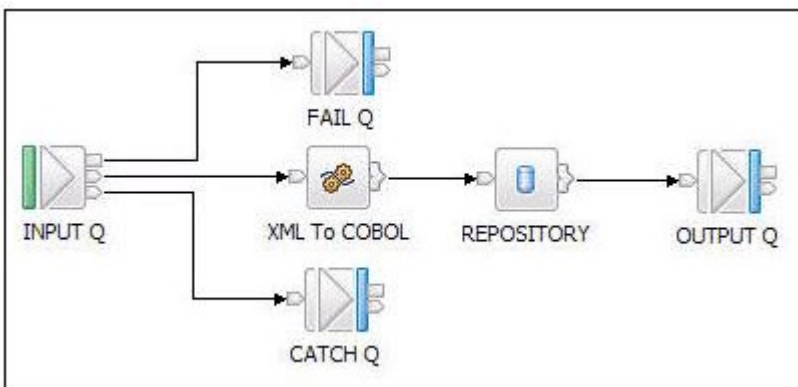 FAIL Q
INPUT Q
XML To COBOL
REPOSITORY
OUTPUT Q
CATCH Q